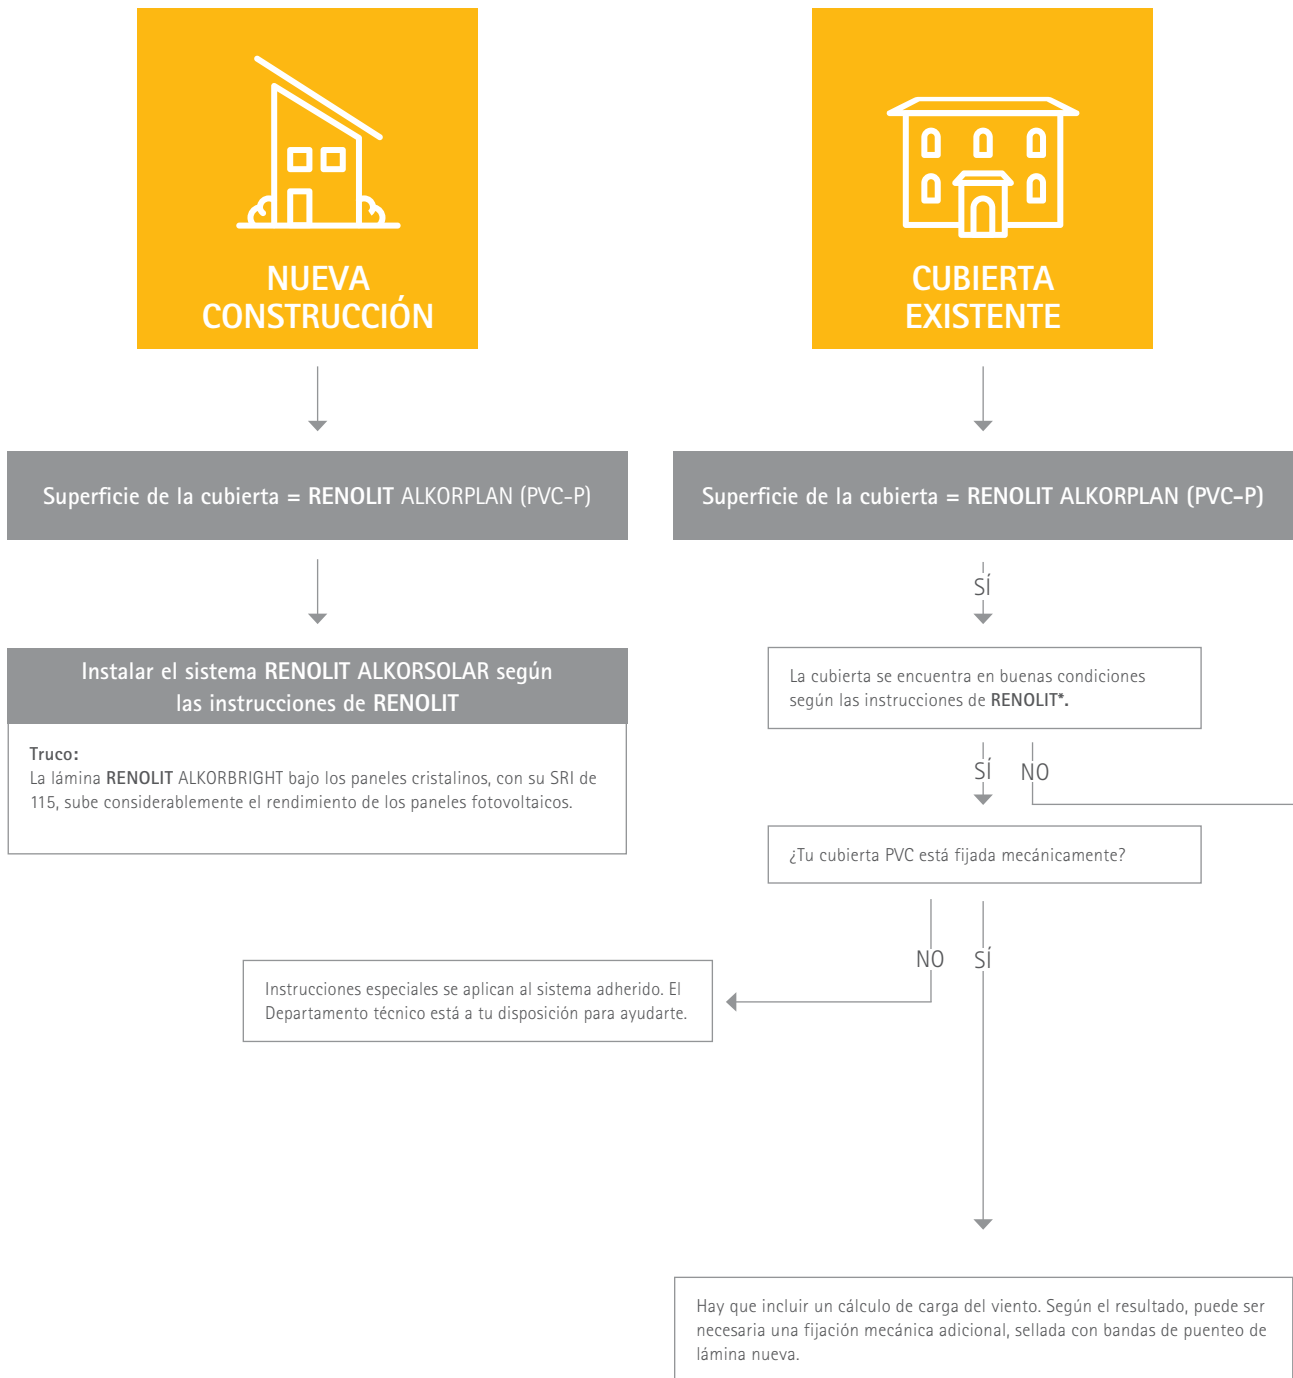 NUEVA
CONSTRUCCIÓN
Superficie de la cubierta = RENOLIT ALKORPLAN (PVC-P)
Instalar el sistema RENOLIT ALKORSOLAR según
las instrucciones de RENOLIT
Truco:
La lámina RENOLIT ALKORBRIGHT bajo los paneles cristalinos, con su SRI de
115, sube considerablemente el rendimiento de los paneles fotovoltaicos.
CUBIERTA
EXISTENTE
Superficie de la cubierta = RENOLIT ALKORPLAN (PVC-P)
SÍ
La cubierta se encuentra en buenas condiciones
según las instrucciones de RENOLIT*.
SÍ
NO
¿Tu cubierta PVC está fijada mecánicamente?
NO
SÍ
Instrucciones especiales se aplican al sistema adherido. El
Departamento técnico está a tu disposición para ayudarte.
Hay que incluir un cálculo de carga del viento. Según el resultado, puede ser
necesaria una fijación mecánica adicional, sellada con bandas de puenteo de
lámina nueva.